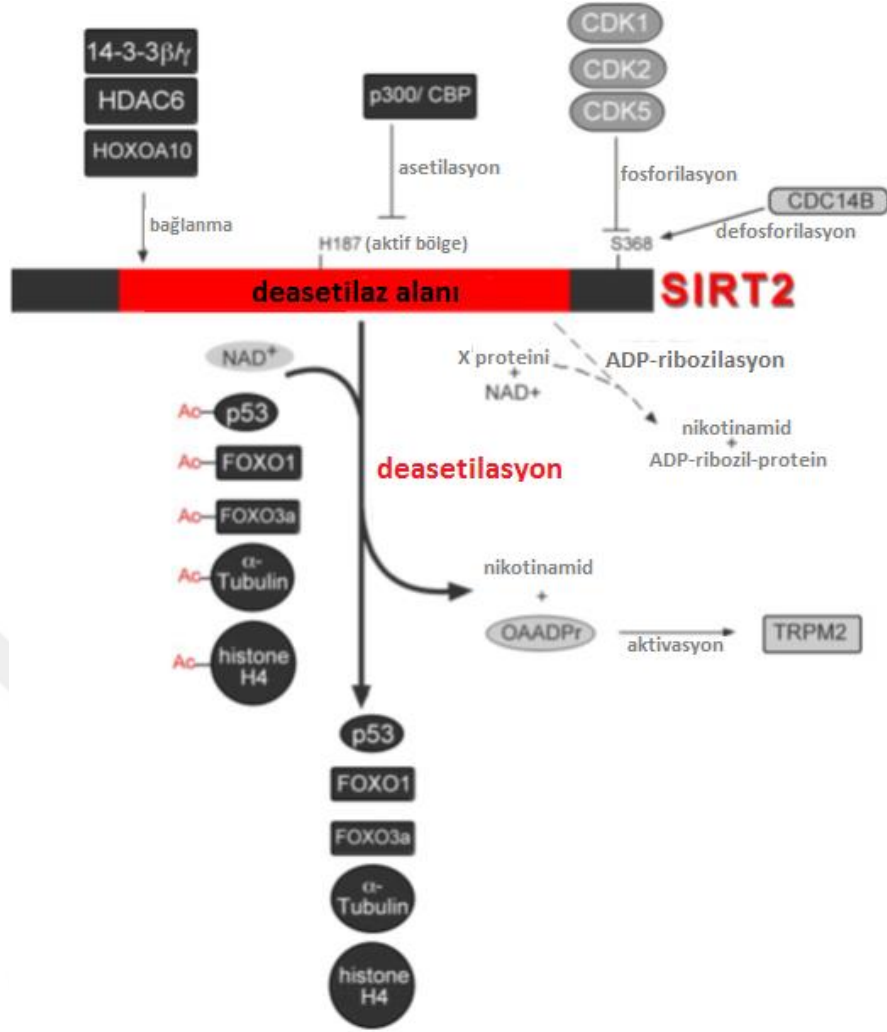 14-3-3β/γ
HDAC6
HOXOA10
bağlanma
p300/ CBP
asetilasyon
H187 (aktif bölge)
CDK1
CDK2
CDK5
fosforilasyon
S368
CDC14B
defosforilasyon
deasetilaz alanı
SIRT2
NAD+
Ac
p53
Ac
FOXO1
Ac
FOXO3a
Ac
α-
Tubulin
Ac
histone
H4
deasetilasyon
X proteini
+
NAD+
ADP-ribozilasyon
nikotinamid
+
ADP-ribozil-protein
nikotinamid
+
OAADPr
aktivasyon
TRPM2
p53
FOXO1
FOXO3a
α-
Tubulin
histone
H4